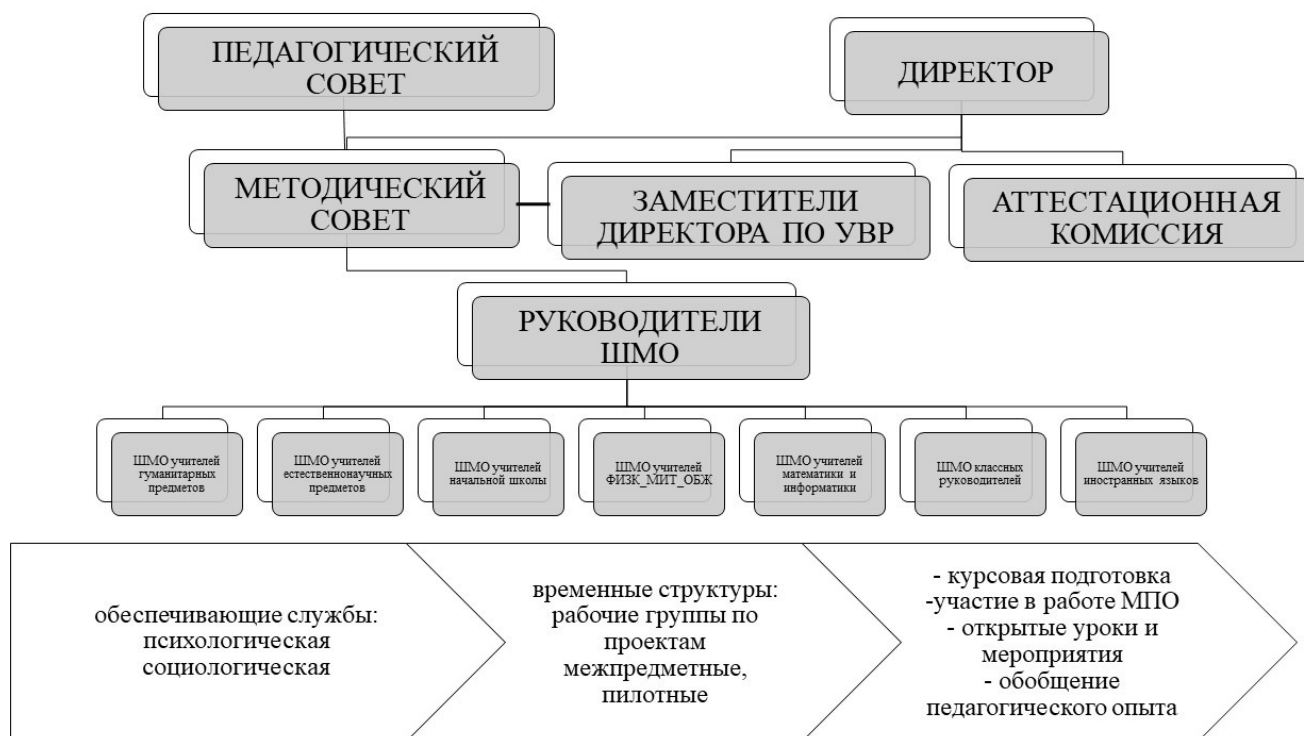 ПЕДАГОГИЧЕСКИЙ
СОВЕТ
ДИРЕКТОР
МЕТОДИЧЕСКИЙ
СОВЕТ
ЗАМЕСТИТЕЛИ
ДИРЕКТОРА ПО УВР
АТТЕСТАЦИОННАЯ
КОМИССИЯ
РУКОВОДИТЕЛИ
ШМО
ШМО учителей
гуманитарных
предметов
ШМО учителей
естественнонаучных
предметов
ШМО учителей
начальной школы
ШМО учителей
ФИЗК_МИТ_ОБЖ
ШМО учителей
математики и
информатики
ШМО классных
руководителей
ШМО учителей
иностранных языков
обеспечивающие службы:
психологическая
социологическая
временные структуры:
рабочие группы по
проектам
межпредметные,
пилотные
- курсовая подготовка
-участие в работе МПО
- открытые уроки и
мероприятия
- обобщение
педагогического опыта